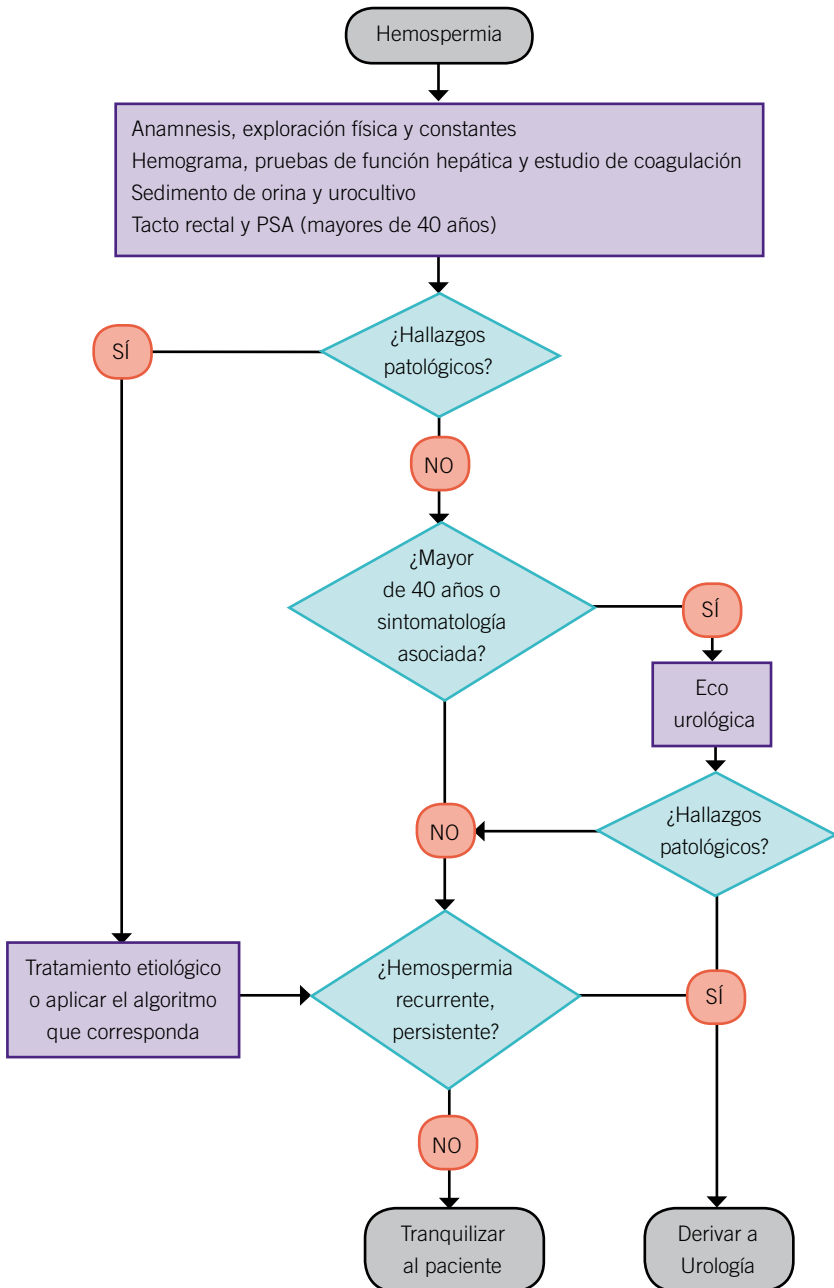 Hemospermia
Anamnesis, exploración física y constantes
Hemograma, pruebas de función hepática y estudio de coagulación
Sedimento de orina y urocultivo
Tacto rectal y PSA (mayores de 40 años)
¿Hallazgos
patológicos?
SÍ
NO
¿Mayor
de 40 años o
sintomatología
asociada?
SÍ
Eco
urológica
NO
¿Hallazgos
patológicos?
Tratamiento etiológico
o aplicar el algoritmo
que corresponda
¿Hemospermia
recurrente,
persistente?
SÍ
NO
Tranquilizar
al paciente
Derivar a
Urología